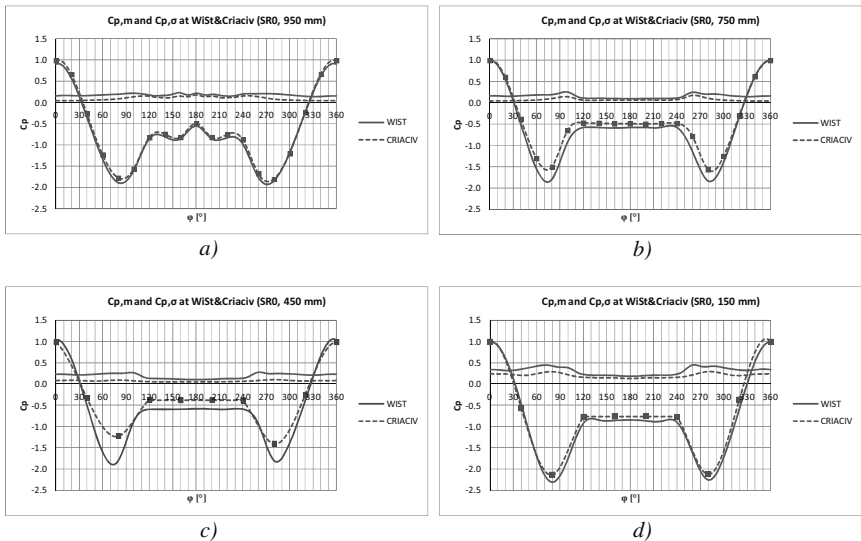 Cp,m and Cp,σ at WiSt&Criaciv (SR0, 950 mm)
1.5
1.0
0.5
0.0
-0.5
-1.0
-1.5
-2.0
-2.5
Cp
0 30 60 90 120 150 180 210 240 270 300 330 360
φ [°]
WIST
CRIACIV
a)
Cp,m and Cp,σ at WiSt&Criaciv (SR0, 750 mm)
1.5
1.0
0.5
0.0
-0.5
-1.0
-1.5
-2.0
-2.5
Cp
0 30 60 90 120 150 180 210 240 270 300 330 360
φ [°]
WIST
CRIACIV
b)
Cp,m and Cp,σ at WiSt&Criaciv (SR0, 450 mm)
1.5
1.0
0.5
0.0
-0.5
-1.0
-1.5
-2.0
-2.5
Cp
0 30 60 90 120 150 180 210 240 270 300 330 360
φ [°]
WIST
CRIACIV
c)
Cp,m and Cp,σ at WiSt&Criaciv (SR0, 150 mm)
1.5
1.0
0.5
0.0
-0.5
-1.0
-1.5
-2.0
-2.5
Cp
0 30 60 90 120 150 180 210 240 270 300 330 360
φ [°]
WIST
CRIACIV
d)